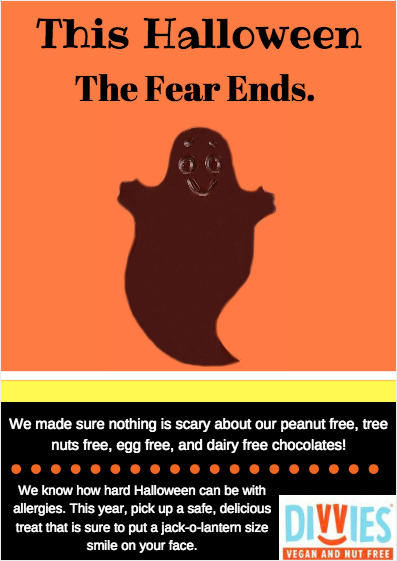 This Halloween
The Fear Ends.
We made sure nothing is scary about our peanut free, tree
nuts free, egg free, and dairy free chocolates!
We know how hard Halloween can be with
allergies. This year, pick up a safe, delicious
treat that is sure to put a jack-o-lantern size
smile on your face.
DIVVIES
VEGAN AND NUT FREE